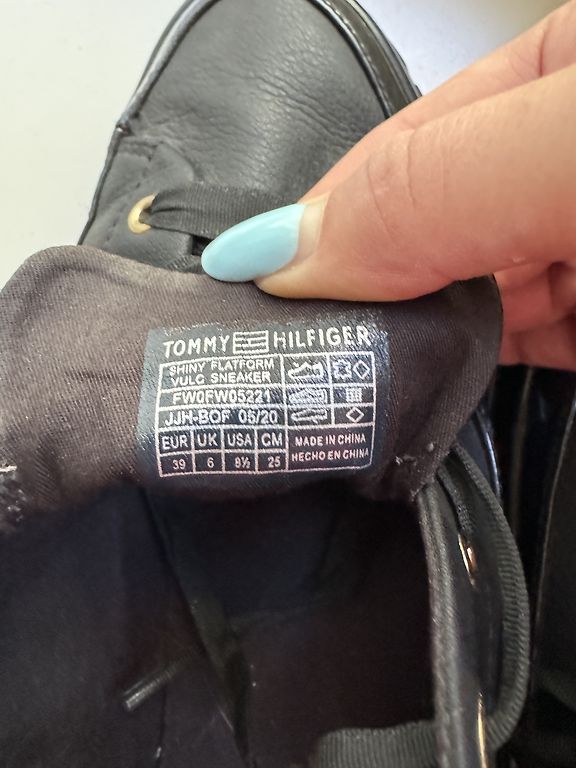 TOMMY HILFIGER
SHINY FLATFORM
VULC SNEAKER
FW0FW05221
JJH-BOF 05/20
EUR UK USA CM
39 6 8½ 25
MADE IN CHINA
HECHO EN CHINA